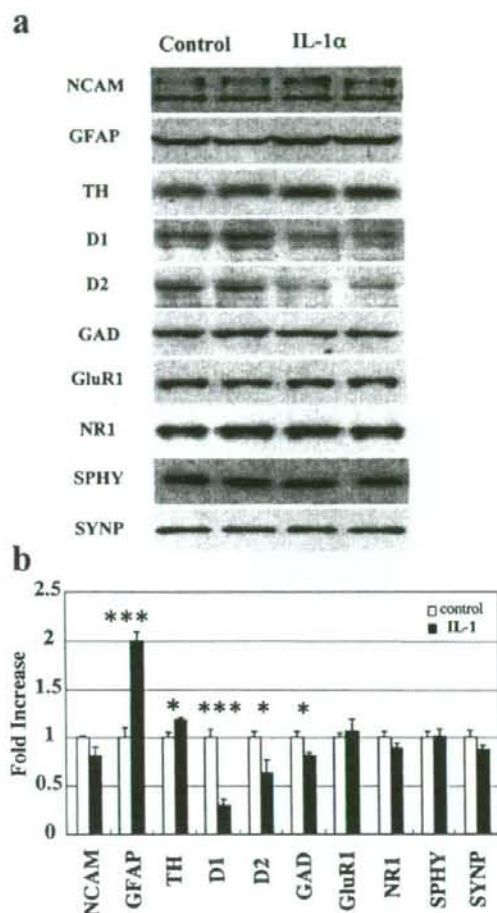 a
Control IL-1α
NCAM
GFAP
TH
D1
D2
GAD
GluR1
NR1
SPHY
SYNP
b
Fold Increase
2.5
2
1.5
1
0.5
0
control
IL-1
*** * *** * *
NCAM GFAP TH D1 D2 GAD GluR1 NR1 SPHY SYNP